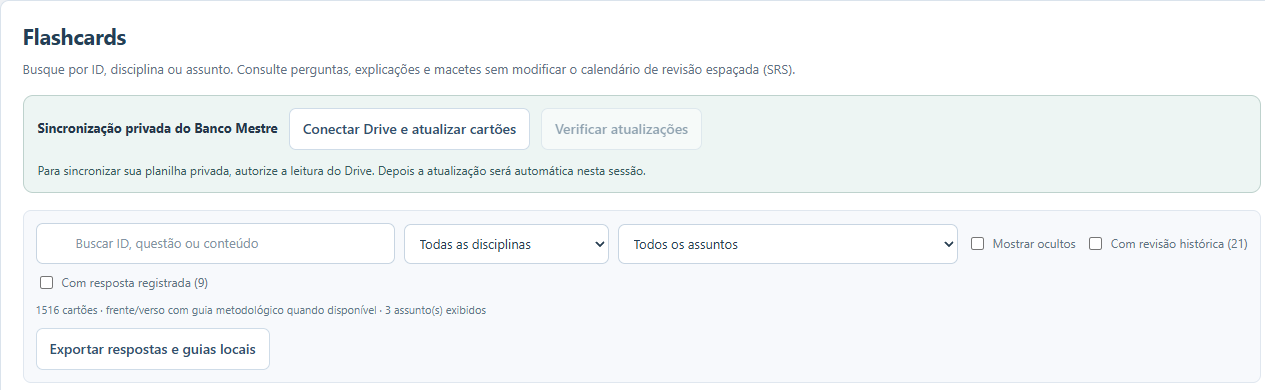 Flashcards
Busque por ID, disciplina ou assunto. Consulte perguntas, explicações e macetes sem modificar o calendário de revisão espaçada (SRS).
Sincronização privada do Banco Mestre
Conectar Drive e atualizar cartões
Verificar atualizações
Para sincronizar sua planilha privada, autorize a leitura do Drive. Depois a atualização será automática nesta sessão.
Buscar ID, questão ou conteúdo
Todas as disciplinas
Todos os assuntos
Mostrar ocultos
Com revisão histórica (21)
Com resposta registrada (9)
1516 cartões · frente/verso com guia metodológico quando disponível · 3 assunto(s) exibidos
Exportar respostas e guias locais